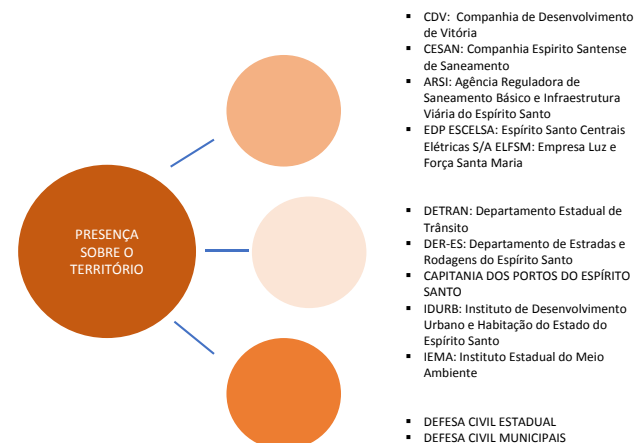 PRESENÇA
SOBRE O
TERRITÓRIO
▪ CDV: Companhia de Desenvolvimento
de Vitória
▪ CESAN: Companhia Espirito Santense
de Saneamento
▪ ARSI: Agência Reguladora de
Saneamento Básico e Infraestrutura
Viária do Espírito Santo
▪ EDP ESCELSA: Espírito Santo Centrais
Elétricas S/A ELFSM: Empresa Luz e
Força Santa Maria
▪ DETRAN: Departamento Estadual de
Trânsito
▪ DER-ES: Departamento de Estradas e
Rodagens do Espírito Santo
▪ CAPITANIA DOS PORTOS DO ESPÍRITO
SANTO
▪ IDURB: Instituto de Desenvolvimento
Urbano e Habitação do Estado do
Espírito Santo
▪ IEMA: Instituto Estadual do Meio
Ambiente
▪ DEFESA CIVIL ESTADUAL
▪ DEFESA CIVIL MUNICIPAIS